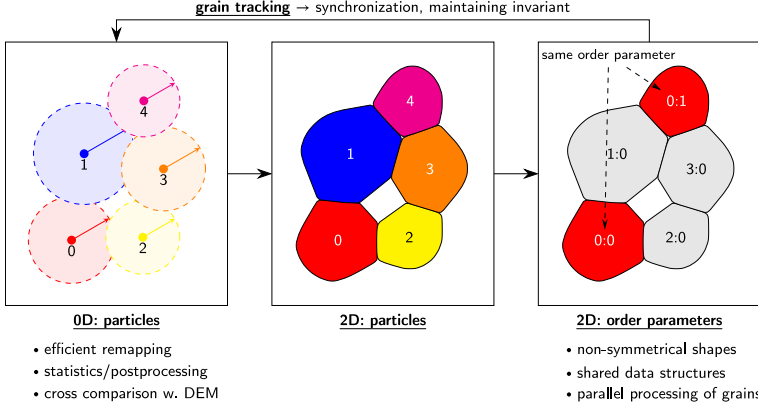 grain tracking → synchronization, maintaining invariant
4
1
3
0
2
4
1
3
0
2
same order parameter
0:1
1:0
3:0
0:0
2:0
0D: particles
• efficient remapping
• statistics/postprocessing
• cross comparison w. DEM
2D: particles
2D: order parameters
• non-symmetrical shapes
• shared data structures
• parallel processing of grains